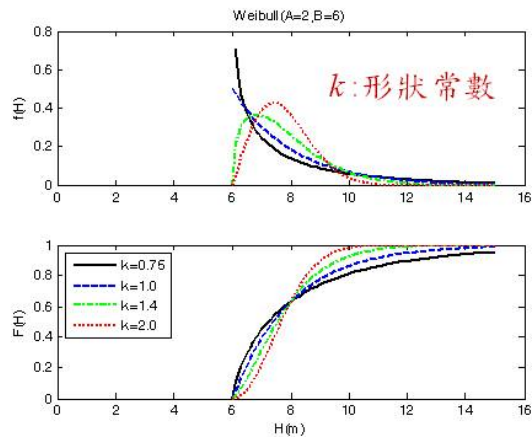 Weibull(A=2,B=6)
0.8
0.6
0.4
0.2
0
f(H)
k:形狀常數
0 2 4 6 8 10 12 14 16
1
0.8
0.6
0.4
0.2
0
F(H)
k=0.75
k=1.0
k=1.4
k=2.0
0 2 4 6 8 10 12 14 16
H(m)